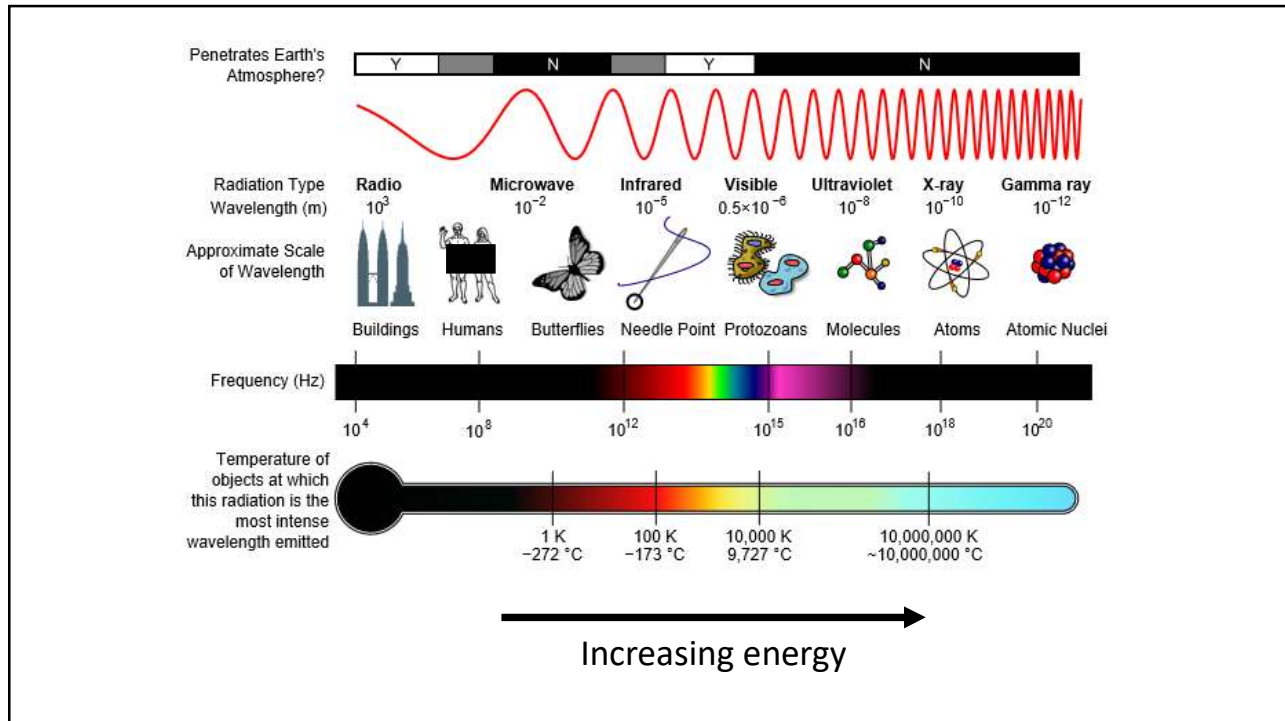 Penetrates Earth's
Atmosphere?
Y N Y N
Radiation Type
Radio Microwave Infrared Visible Ultraviolet X-ray Gamma ray
Wavelength (m)
10³ 10⁻² 10⁻⁵ 0.5×10⁻⁶ 10⁻⁸ 10⁻¹⁰ 10⁻¹²
Approximate Scale
of Wavelength
Buildings Humans Butterflies Needle Point Protozoans Molecules Atoms Atomic Nuclei
Frequency (Hz)
10⁴ 10⁸ 10¹² 10¹⁵ 10¹⁶ 10¹⁸ 10²⁰
Temperature of
objects at which
this radiation is the
most intense
wavelength emitted
1 K 100 K 10,000 K 10,000,000 K
−272 °C −173 °C 9,727 °C ~10,000,000 °C
Increasing energy